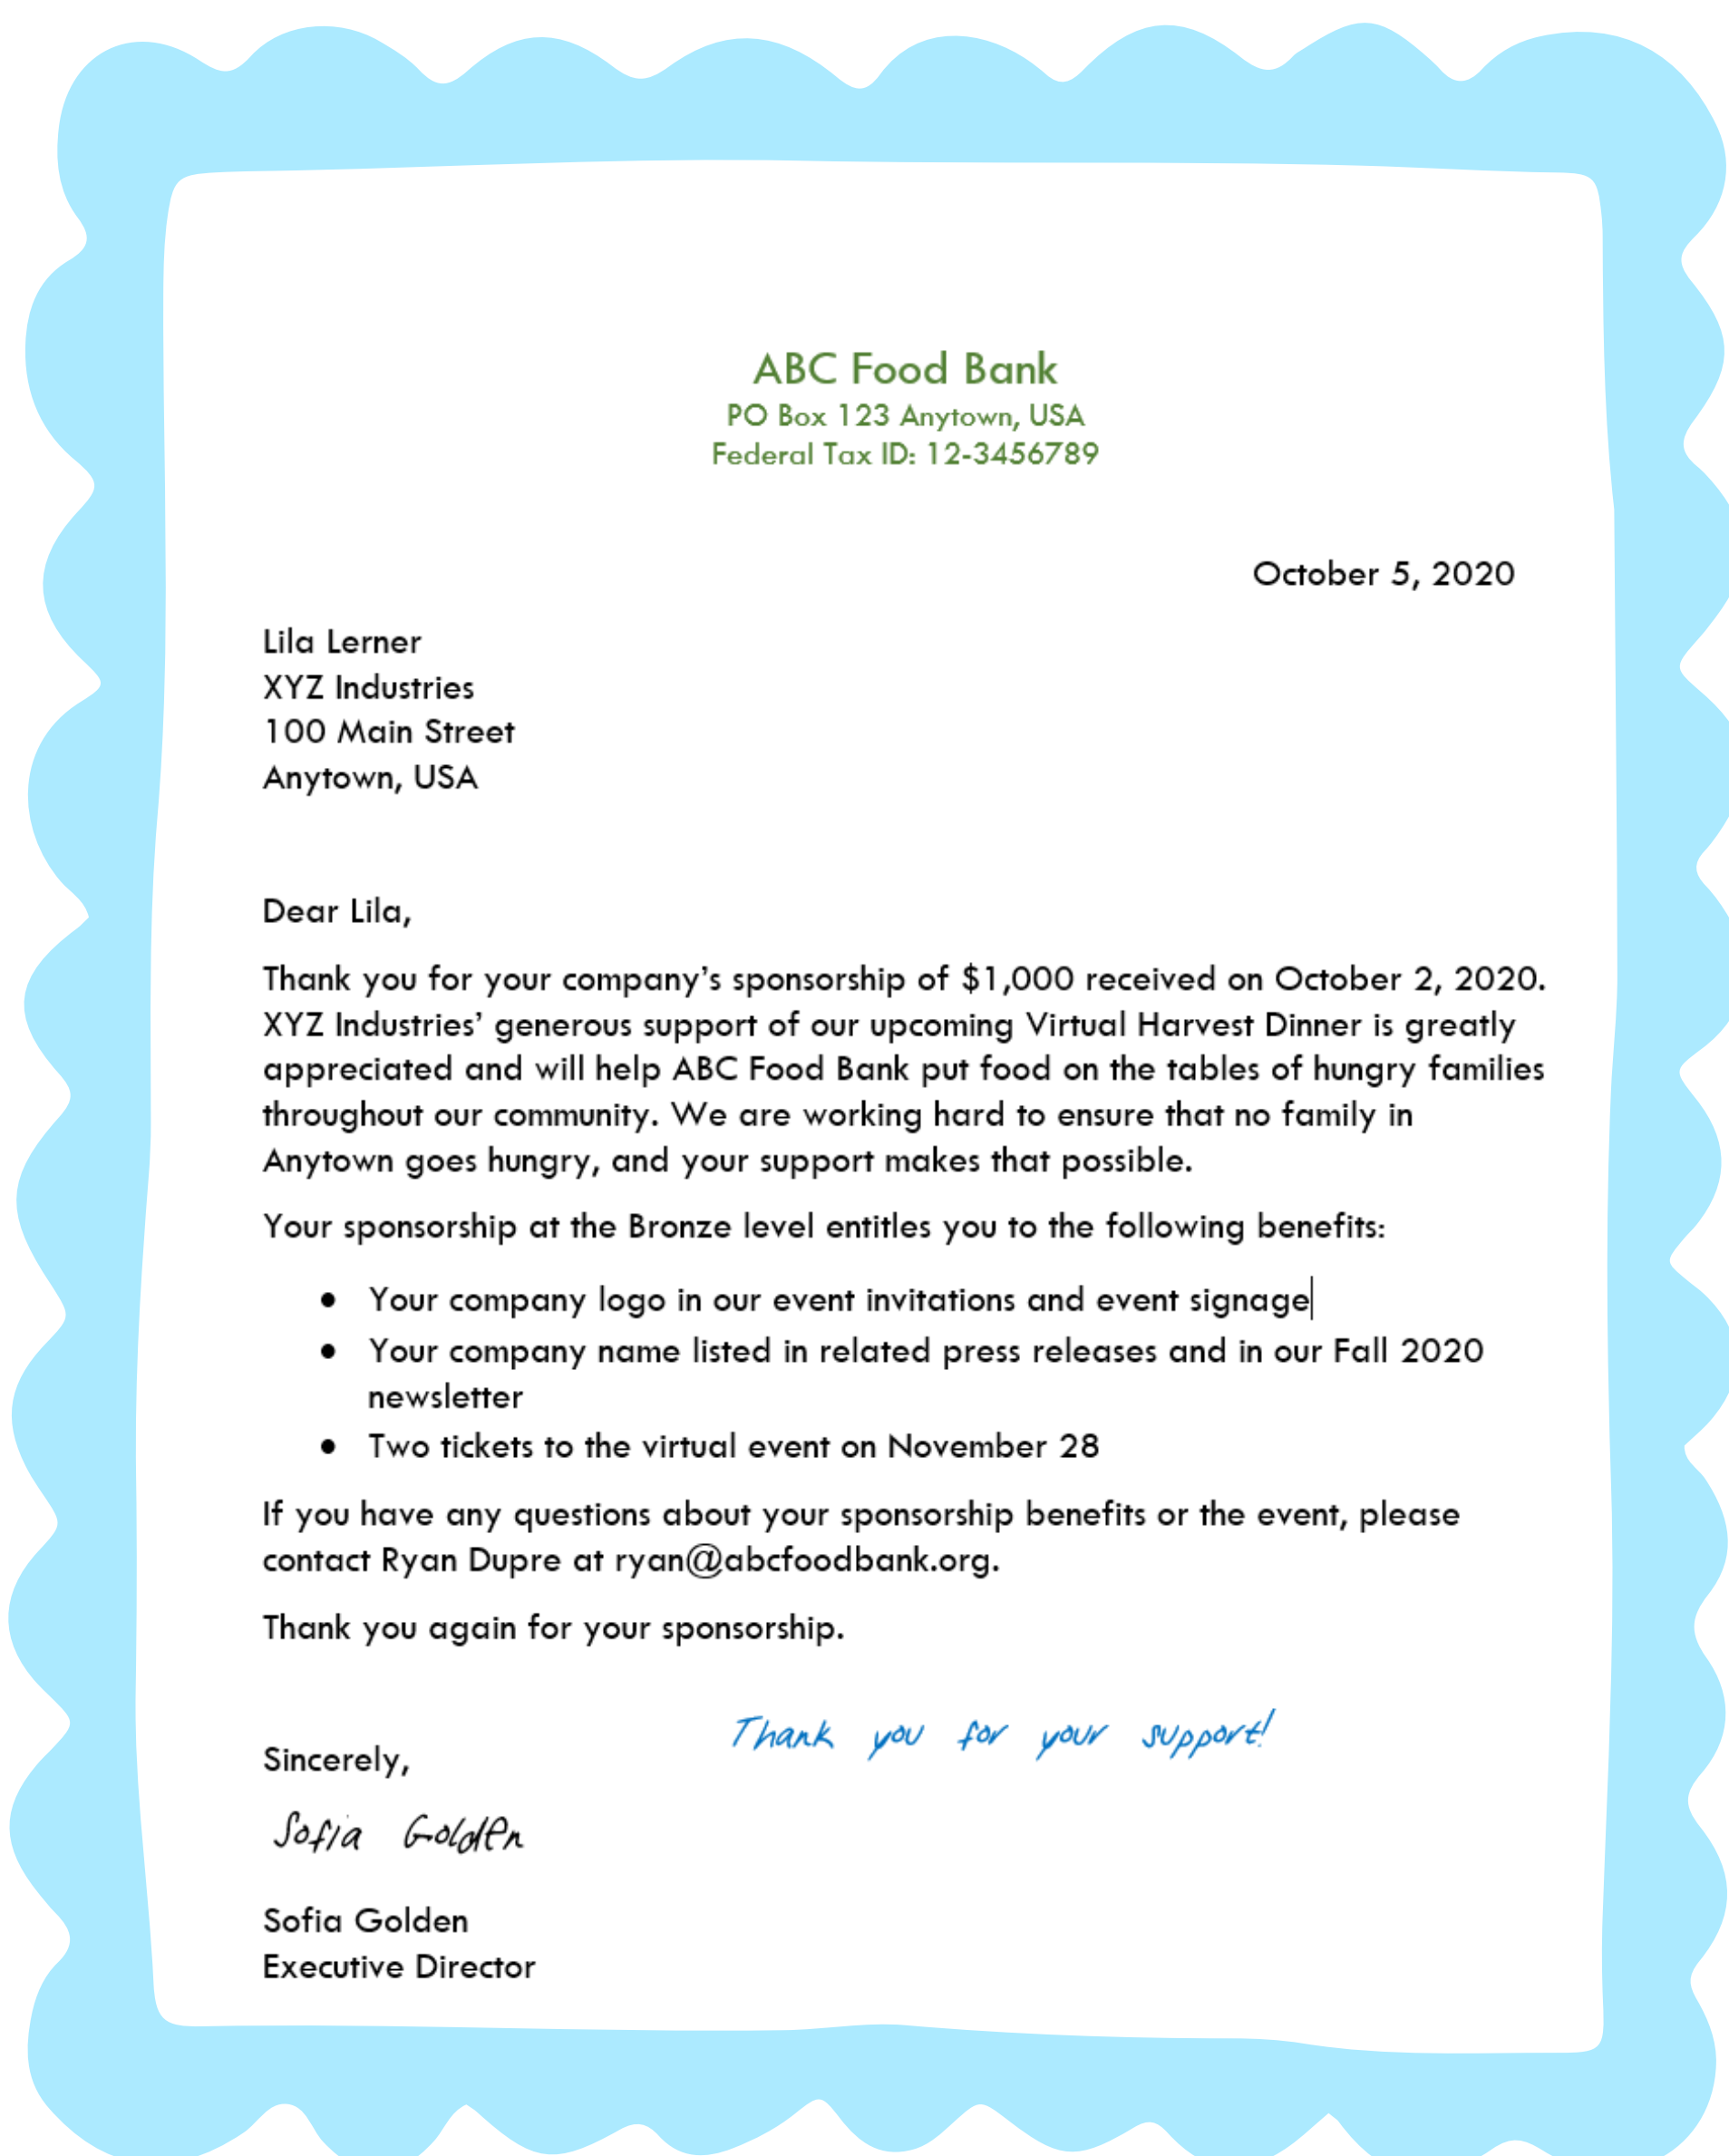 ABC Food Bank
PO Box 123 Anytown, USA
Federal Tax ID: 12-3456789
October 5, 2020
Lila Lerner
XYZ Industries
100 Main Street
Anytown, USA
Dear Lila,
Thank you for your company’s sponsorship of $1,000 received on October 2, 2020.
XYZ Industries’ generous support of our upcoming Virtual Harvest Dinner is greatly
appreciated and will help ABC Food Bank put food on the tables of hungry families
throughout our community. We are working hard to ensure that no family in
Anytown goes hungry, and your support makes that possible.
Your sponsorship at the Bronze level entitles you to the following benefits:
• Your company logo in our event invitations and event signage
• Your company name listed in related press releases and in our Fall 2020
newsletter
• Two tickets to the virtual event on November 28
If you have any questions about your sponsorship benefits or the event, please
contact Ryan Dupre at ryan@abcfoodbank.org.
Thank you again for your sponsorship.
Thank you for your support!
Sincerely,
Sofia Golden
Sofia Golden
Executive Director